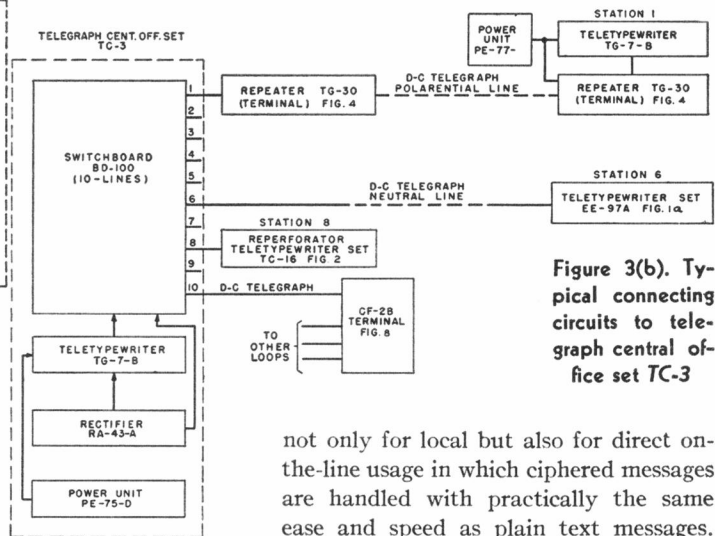 TELEGRAPH CENT. OFF. SET
TC-3
SWITCHBOARD
BD-100
(10-LINES)
1
2
3
4
5
6
7
8
9
10
TELETYPEWRITER
TG-7-B
RECTIFIER
RA-43-A
POWER UNIT
PE-75-D
REPEATER TG-30
(TERMINAL) FIG. 4
D-C TELEGRAPH
POLARENTIAL LINE
POWER
UNIT
PE-77-
STATION 1
TELETYPEWRITER
TG-7-B
REPEATER TG-30
(TERMINAL) FIG. 4
D-C TELEGRAPH
NEUTRAL LINE
STATION 6
TELETYPEWRITER SET
EE-97A FIG. 1a
STATION 8
REPERFORATOR
TELETYPEWRITER SET
TC-16 FIG. 2
D-C TELEGRAPH
CF-2B
TERMINAL
FIG. 8
TO
OTHER
LOOPS
Figure 3(b). Ty-
pical connecting
circuits to tele-
graph central of-
fice set TC-3
not only for local but also for direct on-
the-line usage in which ciphered messages
are handled with practically the same
ease and speed as plain text messages.